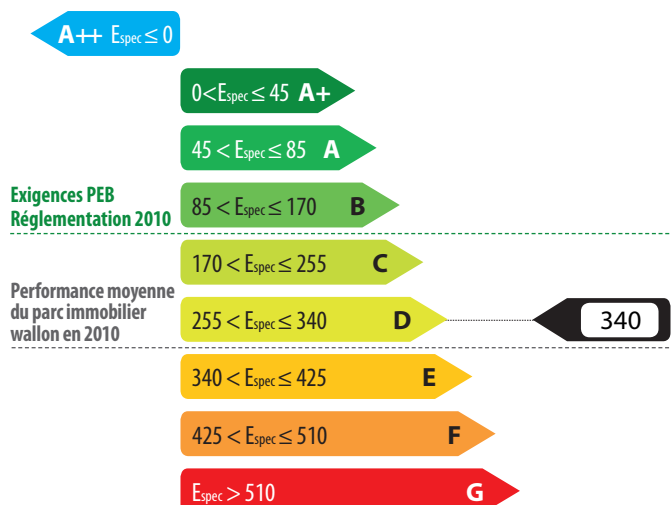 A++ Espec ≤ 0
0<Espec ≤ 45 A+
45 < Espec ≤ 85 A
Exigences PEB
Réglementation 2010
85 < Espec ≤ 170 B
170 < Espec ≤ 255 C
Performance moyenne
du parc immobilier
wallon en 2010
255 < Espec ≤ 340 D
340
340 < Espec ≤ 425 E
425 < Espec ≤ 510 F
Espec > 510 G